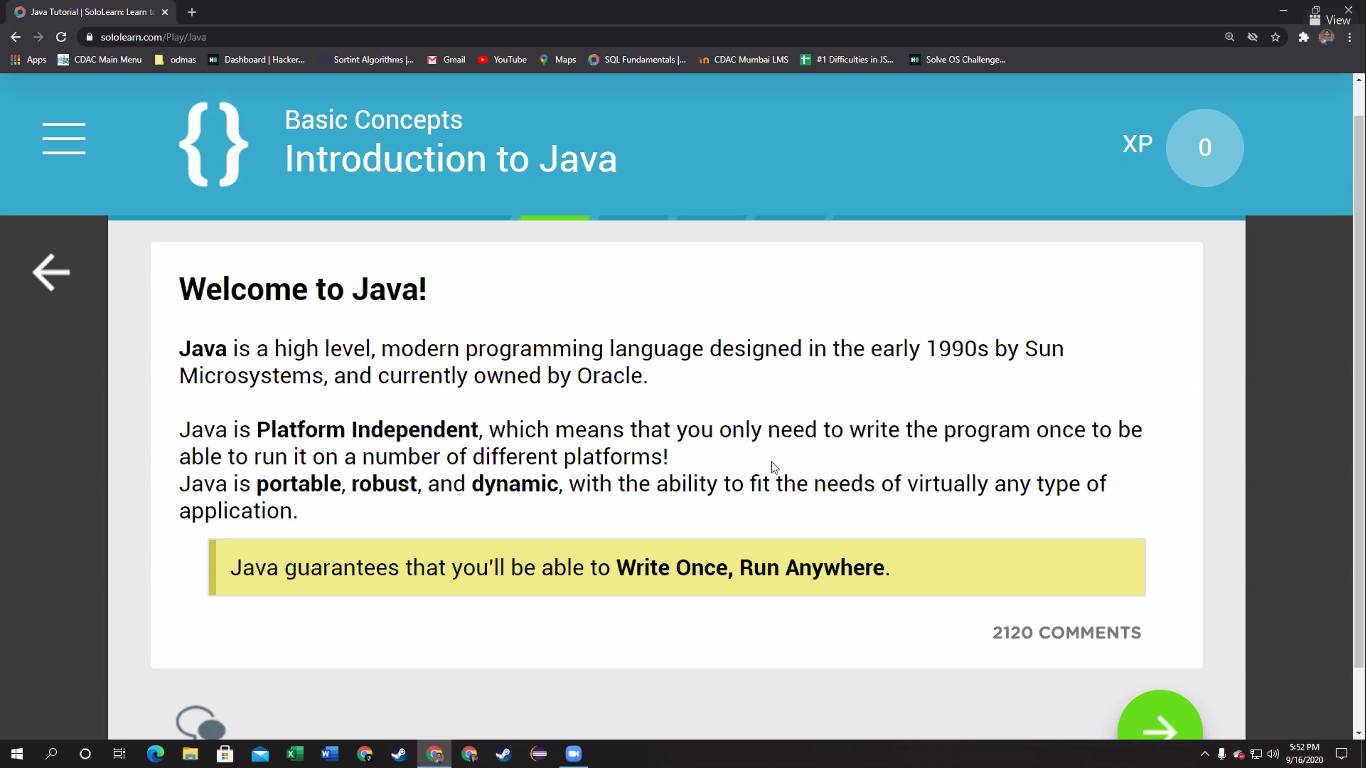 Java Tutorial | SoloLearn: Learn to
View
sololearn.com/Play/Java
Apps CDAC Main Menu odmas Dashboard | Hacker... Sortint Algorithms |... Gmail YouTube Maps SQL Fundamentals |... CDAC Mumbai LMS #1 Difficulties in JS... Solve OS Challenge...
Basic Concepts
Introduction to Java
XP 0
Welcome to Java!
Java is a high level, modern programming language designed in the early 1990s by Sun
Microsystems, and currently owned by Oracle.
Java is Platform Independent, which means that you only need to write the program once to be
able to run it on a number of different platforms!
Java is portable, robust, and dynamic, with the ability to fit the needs of virtually any type of
application.
Java guarantees that you'll be able to Write Once, Run Anywhere.
2120 COMMENTS
5:52 PM
9/16/2020